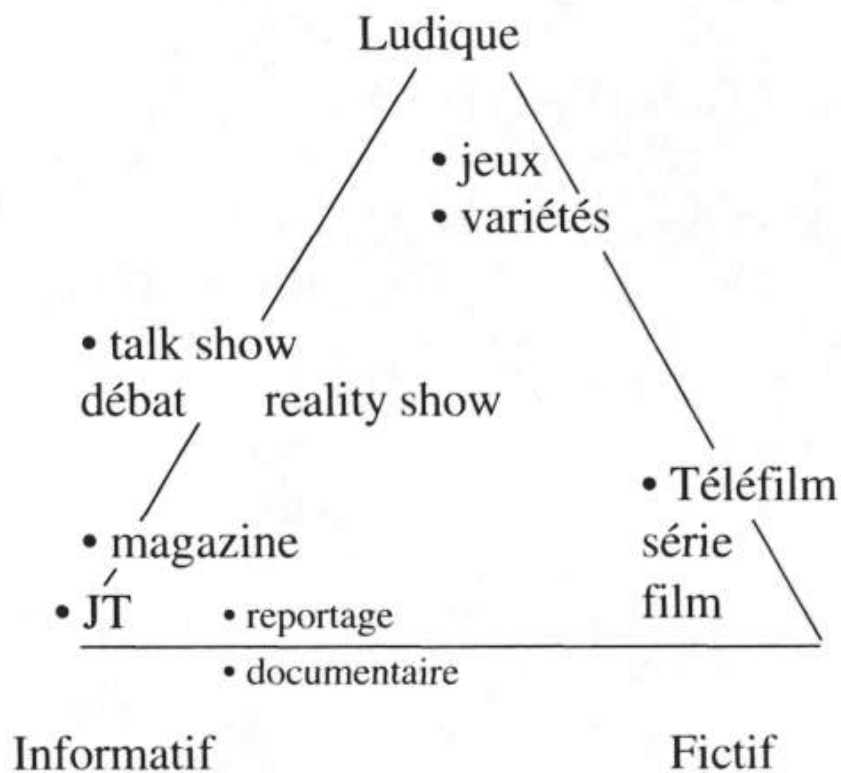 Ludique
• jeux
• variétés
• talk show
débat reality show
• Téléfilm
• magazine
série
• JT • reportage film
• documentaire
Informatif Fictif